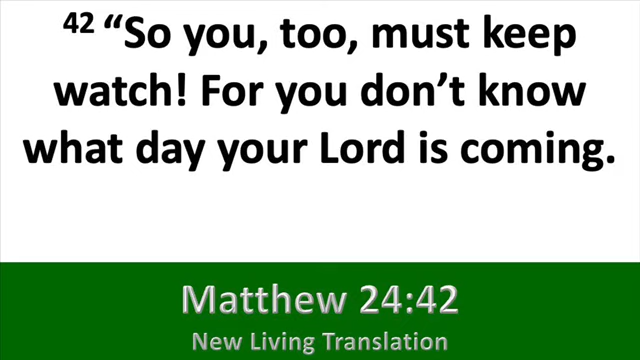 42 “So you, too, must keep
watch! For you don’t know
what day your Lord is coming.
Matthew 24:42
New Living Translation